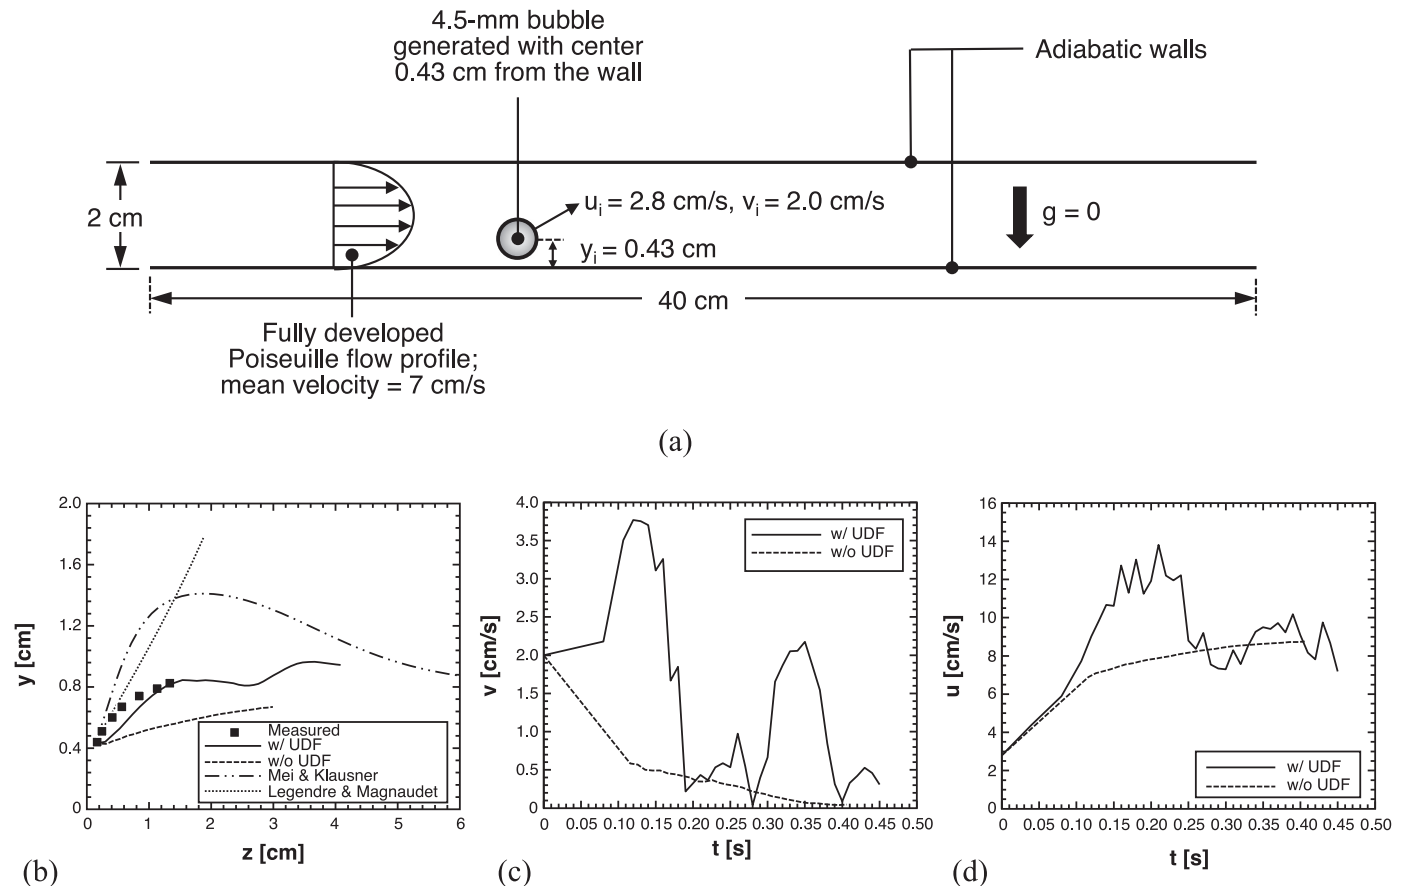 4.5-mm bubble
generated with center
0.43 cm from the wall
Adiabatic walls
2 cm
u_i = 2.8 cm/s, v_i = 2.0 cm/s
g = 0
y_i = 0.43 cm
40 cm
Fully developed
Poiseuille flow profile;
mean velocity = 7 cm/s
(a)
2.0
1.6
1.2
0.8
0.4
0
y [cm]
Measured
w/ UDF
w/o UDF
Mei & Klausner
Legendre & Magnaudet
0 1 2 3 4 5 6
z [cm]
(b)
4.0
3.5
3.0
2.5
2.0
1.5
1.0
0.5
0
v [cm/s]
w/ UDF
w/o UDF
0 0.05 0.10 0.15 0.20 0.25 0.30 0.35 0.40 0.45 0.50
t [s]
(c)
16
14
12
10
8
6
4
2
0
u [cm/s]
w/ UDF
w/o UDF
0 0.05 0.10 0.15 0.20 0.25 0.30 0.35 0.40 0.45 0.50
t [s]
(d)